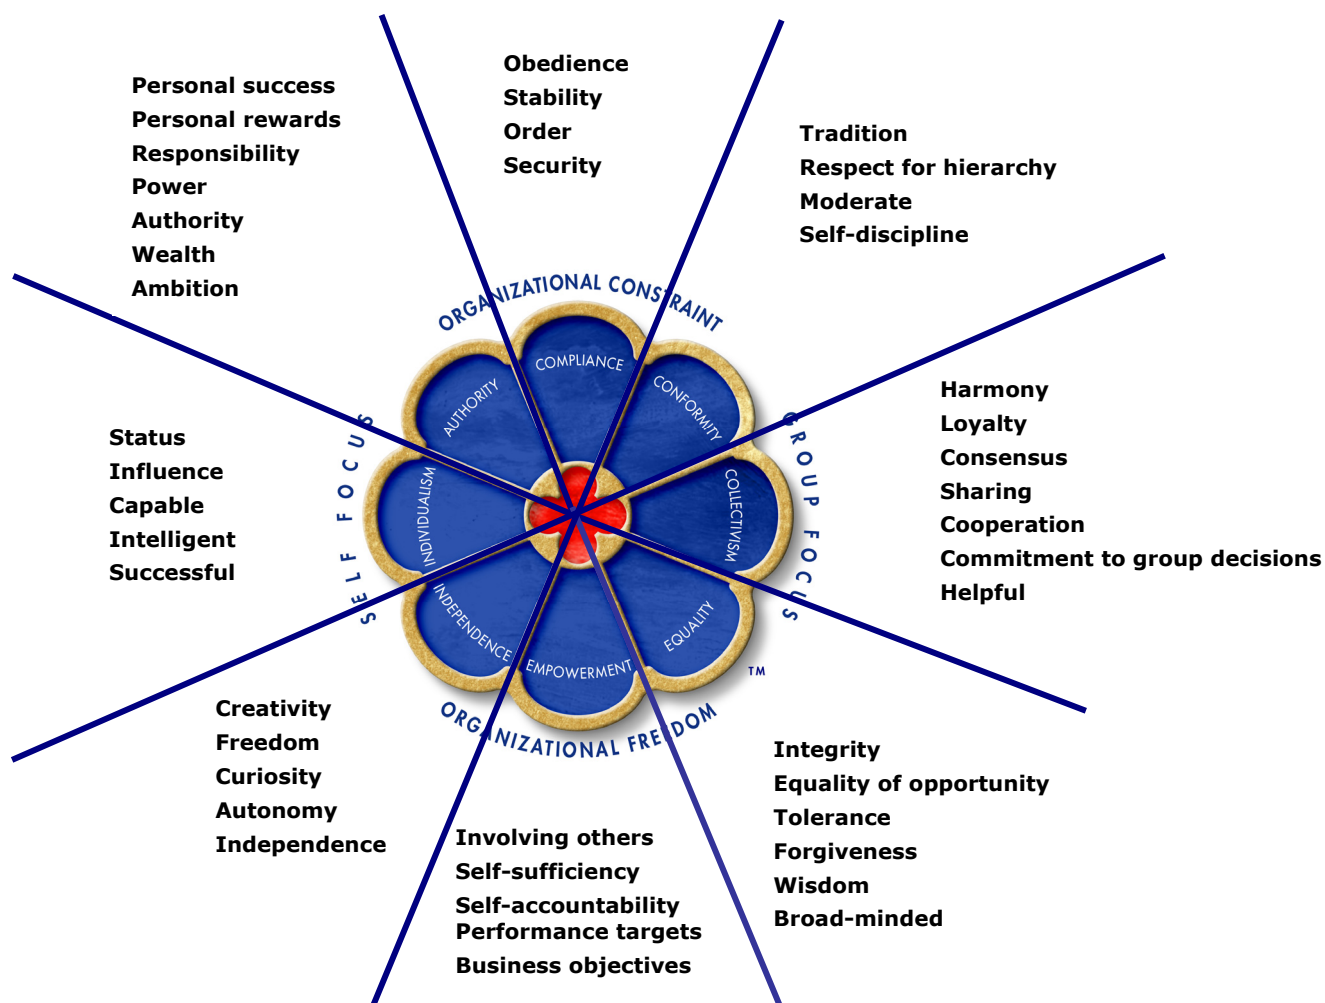 Personal success
Personal rewards
Responsibility
Power
Authority
Wealth
Ambition
Obedience
Stability
Order
Security
Tradition
Respect for hierarchy
Moderate
Self-discipline
Harmony
Loyalty
Consensus
Sharing
Cooperation
Commitment to group decisions
Helpful
Status
Influence
Capable
Intelligent
Successful
ORGANIZATIONAL CONSTRAINT
SELF FOCUS
GROUP FOCUS
ORGANIZATIONAL FREEDOM
COMPLIANCE
AUTHORITY
CONFORMITY
INDIVIDUALISM
COLLECTIVISM
INDEPENDENCE
EMPOWERMENT
EQUALITY
TM
Creativity
Freedom
Curiosity
Autonomy
Independence
Involving others
Self-sufficiency
Self-accountability
Performance targets
Business objectives
Integrity
Equality of opportunity
Tolerance
Forgiveness
Wisdom
Broad-minded